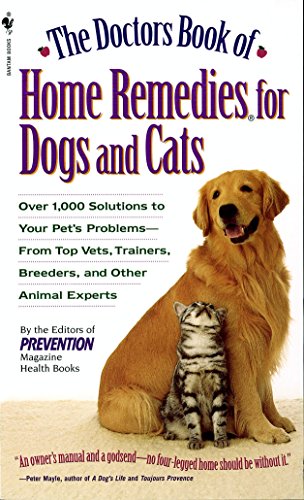 BANTAM BOOKS
The Doctors Book of
Home Remedies® for
Dogs and Cats
Over 1,000 Solutions to
Your Pet's Problems—
From Top Vets, Trainers,
Breeders, and Other
Animal Experts
By the Editors of
PREVENTION
Magazine
Health Books
"An owner's manual and a godsend—no four-legged home should be without it."
—Peter Mayle, author of A Dog's Life and Toujours Provence